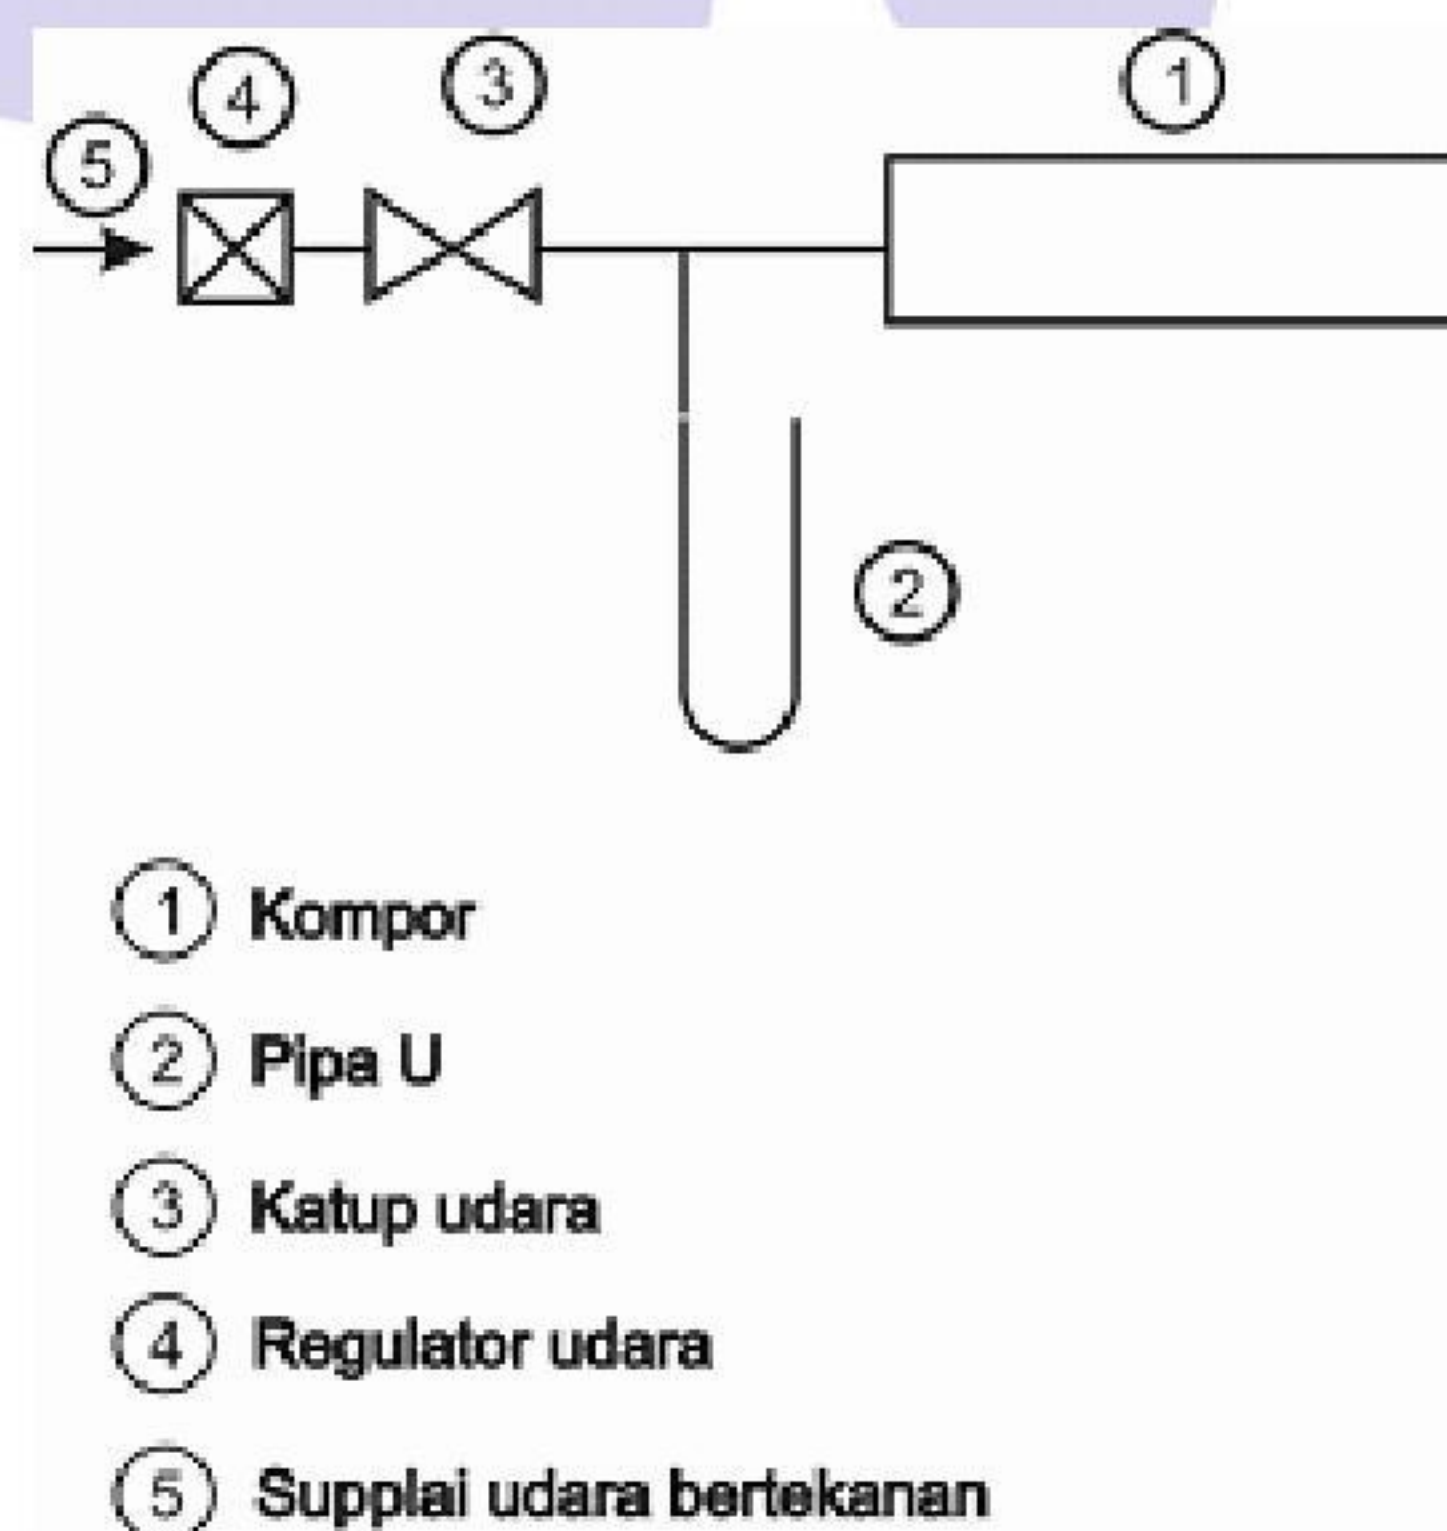 ④ ③ ①
⑤
②
① Kompor
② Pipa U
③ Katup udara
④ Regulator udara
⑤ Supplai udara bertekanan